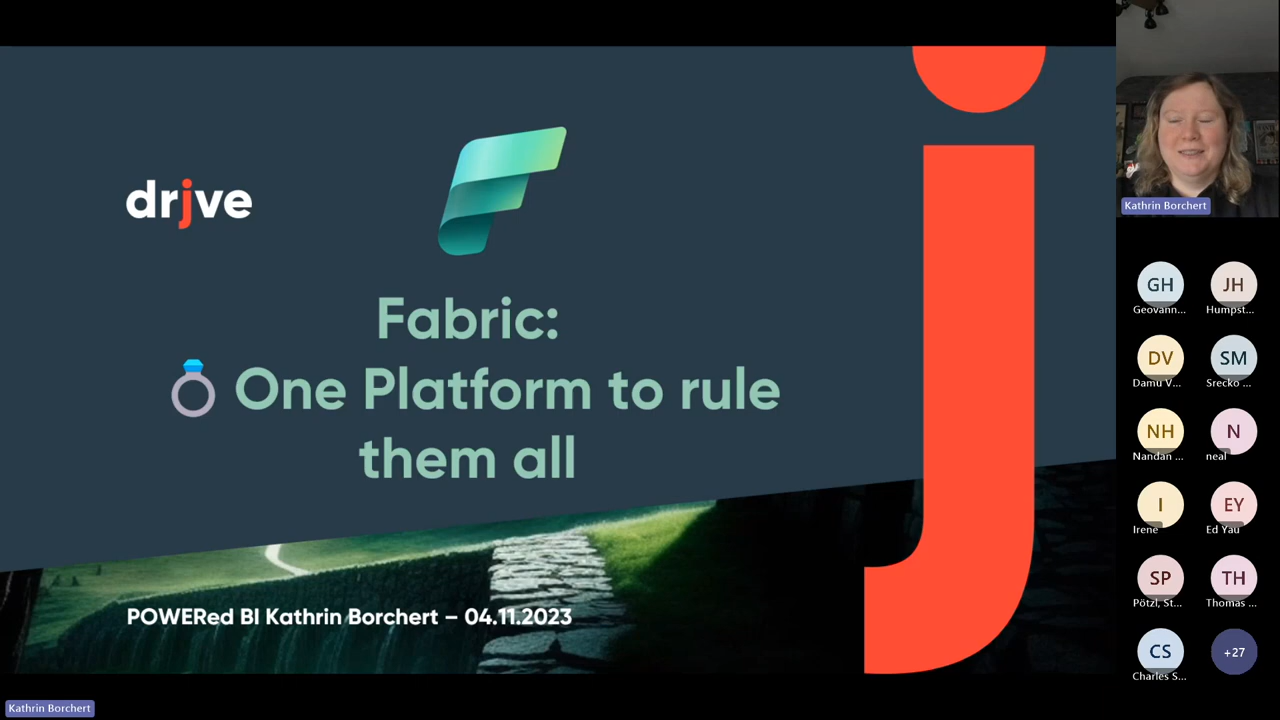 drjve
Fabric:
💍 One Platform to rule
them all
POWERed BI Kathrin Borchert – 04.11.2023
j
Kathrin Borchert
GH
JH
Geovann...
Humpst...
DV
SM
Damu V...
Srecko ...
NH
N
Nandan ...
neal
I
EY
Irene
Ed Yau
SP
TH
Pötzl, St...
Thomas ...
CS
+27
Charles S...
Kathrin Borchert